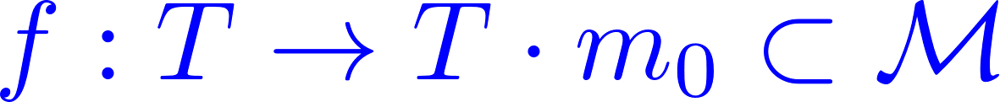 f : T → T · m₀ ⊂ ℳ